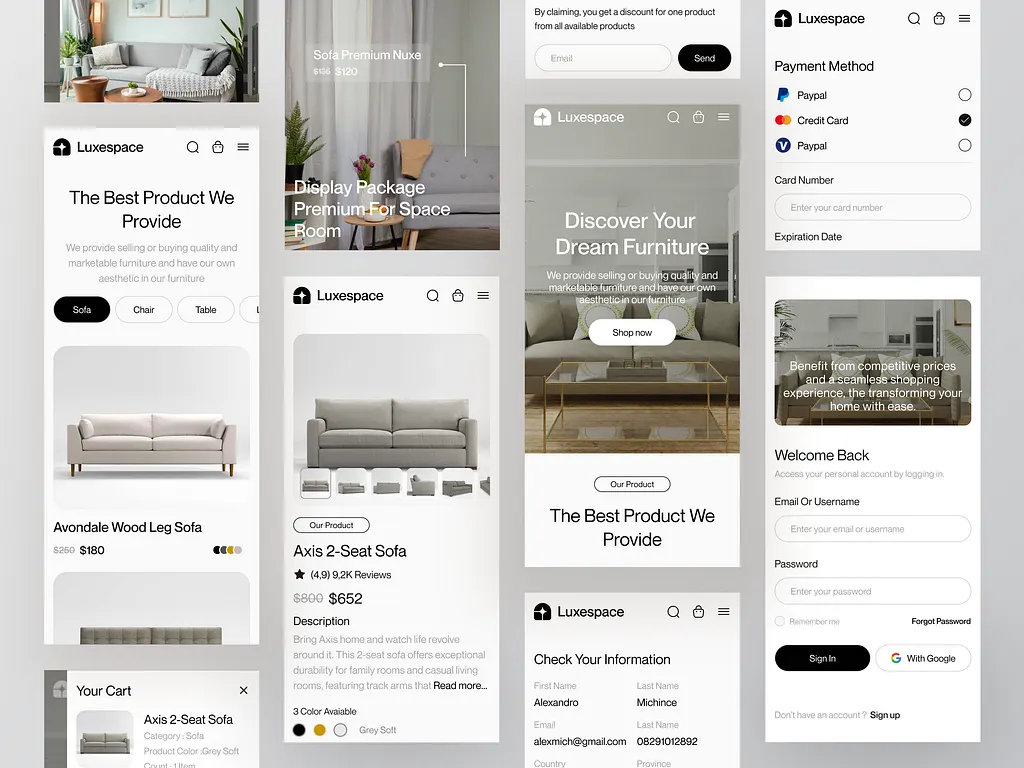 Luxespace
The Best Product We
Provide
We provide selling or buying quality and
marketable furniture and have our own
aesthetic in our furniture
Sofa
Chair
Table
Avondale Wood Leg Sofa
$250 $180
Your Cart
Axis 2-Seat Sofa
Category : Sofa
Product Color :Grey Soft
Count : 1 Item
Sofa Premium Nuxe
$136 $120
Display Package
Premium For Space
Room
Luxespace
Our Product
Axis 2-Seat Sofa
(4,9) 9,2K Reviews
$800 $652
Description
Bring Axis home and watch life revolve
around it. This 2-seat sofa offers exceptional
durability for family rooms and casual living
rooms, featuring track arms that Read more...
3 Color Avaiable
Grey Soft
By claiming, you get a discount for one product
from all available products
Email
Send
Luxespace
Discover Your
Dream Furniture
We provide selling or buying quality and
marketable furniture and have our own
aesthetic in our furniture
Shop now
Our Product
The Best Product We
Provide
Luxespace
Check Your Information
First Name
Last Name
Alexandro
Michince
Email
Last Name
alexmich@gmail.com
08291012892
Country
Province
Luxespace
Payment Method
Paypal
Credit Card
V Paypal
Card Number
Enter your card number
Expiration Date
Benefit from competitive prices
and a seamless shopping
experience, the transforming your
home with ease.
Welcome Back
Access your personal account by logging in.
Email Or Username
Enter your email or username
Password
Enter your password
Remember me
Forgot Password
Sign In
G With Google
Don't have an account ? Sign up